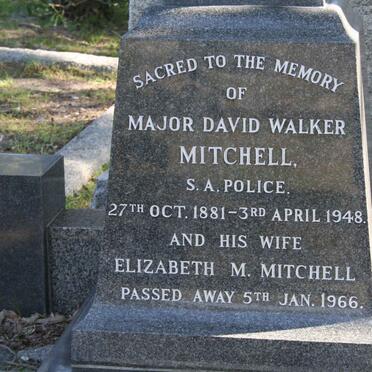 SACRED TO THE MEMORY
OF
MAJOR DAVID WALKER
MITCHELL,
S.A. POLICE.
27TH OCT. 1881 – 3RD APRIL 1948.
AND HIS WIFE
ELIZABETH M. MITCHELL
PASSED AWAY 5TH JAN. 1966.